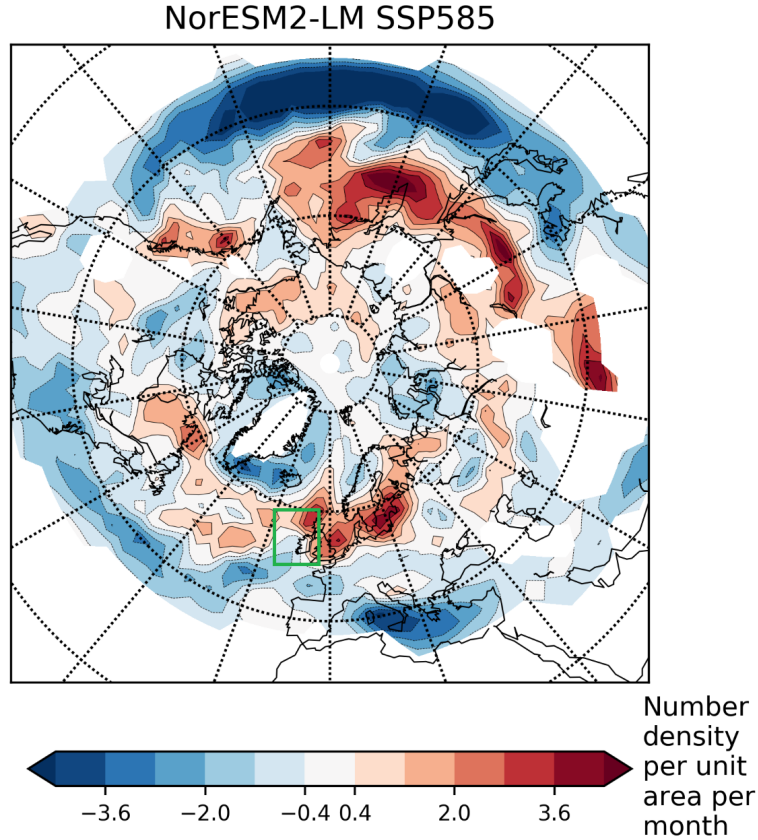 NorESM2-LM SSP585
−3.6 −2.0 −0.4 0.4 2.0 3.6
Number
density
per unit
area per
month